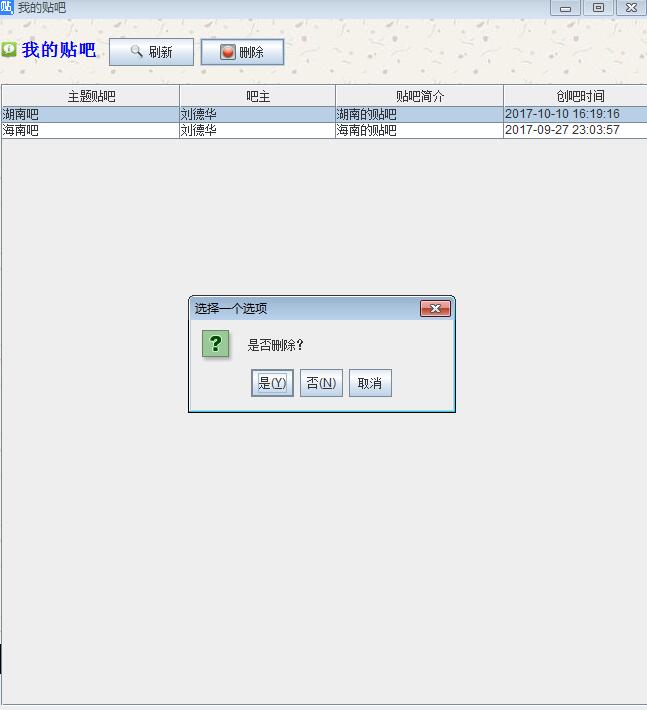 贴 我的贴吧
我的贴吧 刷新 删除
主题贴吧 吧主 贴吧简介 创吧时间
湖南吧 刘德华 湖南的贴吧 2017-10-10 16:19:16
海南吧 刘德华 海南的贴吧 2017-09-27 23:03:57
选择一个选项
? 是否删除？
是(Y) 否(N) 取消